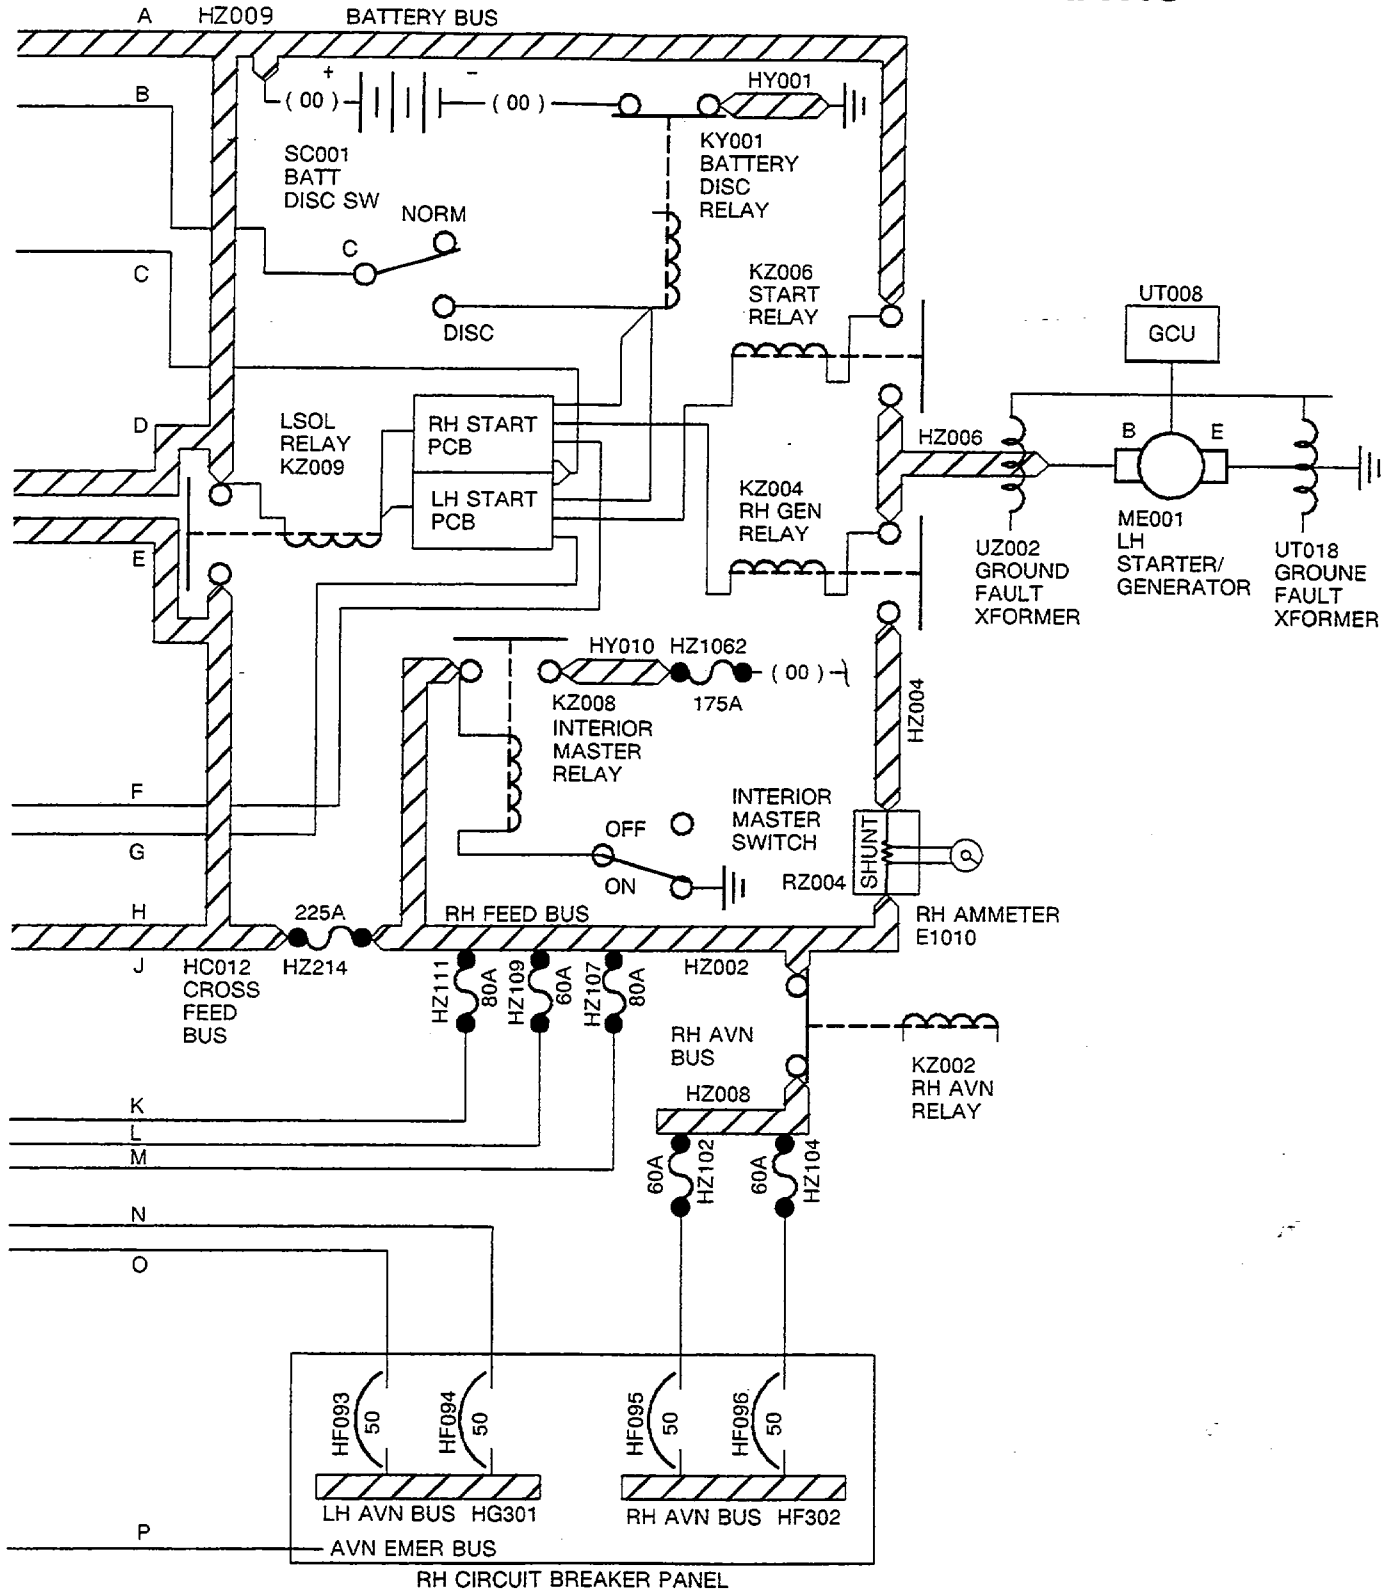 A HZ009 BATTERY BUS
+ −
B
( 00 ) ( 00 )
HY001
SC001
BATT
DISC SW
KY001
BATTERY
DISC
RELAY
NORM
C
DISC
C
KZ006
START
RELAY
UT008
GCU
D
LSOL
RELAY
KZ009
RH START
PCB
LH START
PCB
HZ006
B E
KZ004
RH GEN
RELAY
ME001
LH
STARTER/
GENERATOR
UZ002
GROUND
FAULT
XFORMER
UT018
GROUNE
FAULT
XFORMER
E
HY010 HZ1062
( 00 )
175A
KZ008
INTERIOR
MASTER
RELAY
HZ004
F
G
INTERIOR
MASTER
SWITCH
OFF
ON
SHUNT
RZ004
RH AMMETER
E1010
H
225A
RH FEED BUS
J
HC012
CROSS
FEED
BUS
HZ214
HZ111
80A
HZ109
60A
HZ107
80A
HZ002
RH AVN
BUS
KZ002
RH AVN
RELAY
HZ008
K
L
M
60A
HZ102
60A
HZ104
N
O
HF093
50
HF094
50
HF095
50
HF096
50
LH AVN BUS HG301
RH AVN BUS HF302
P
AVN EMER BUS
RH CIRCUIT BREAKER PANEL